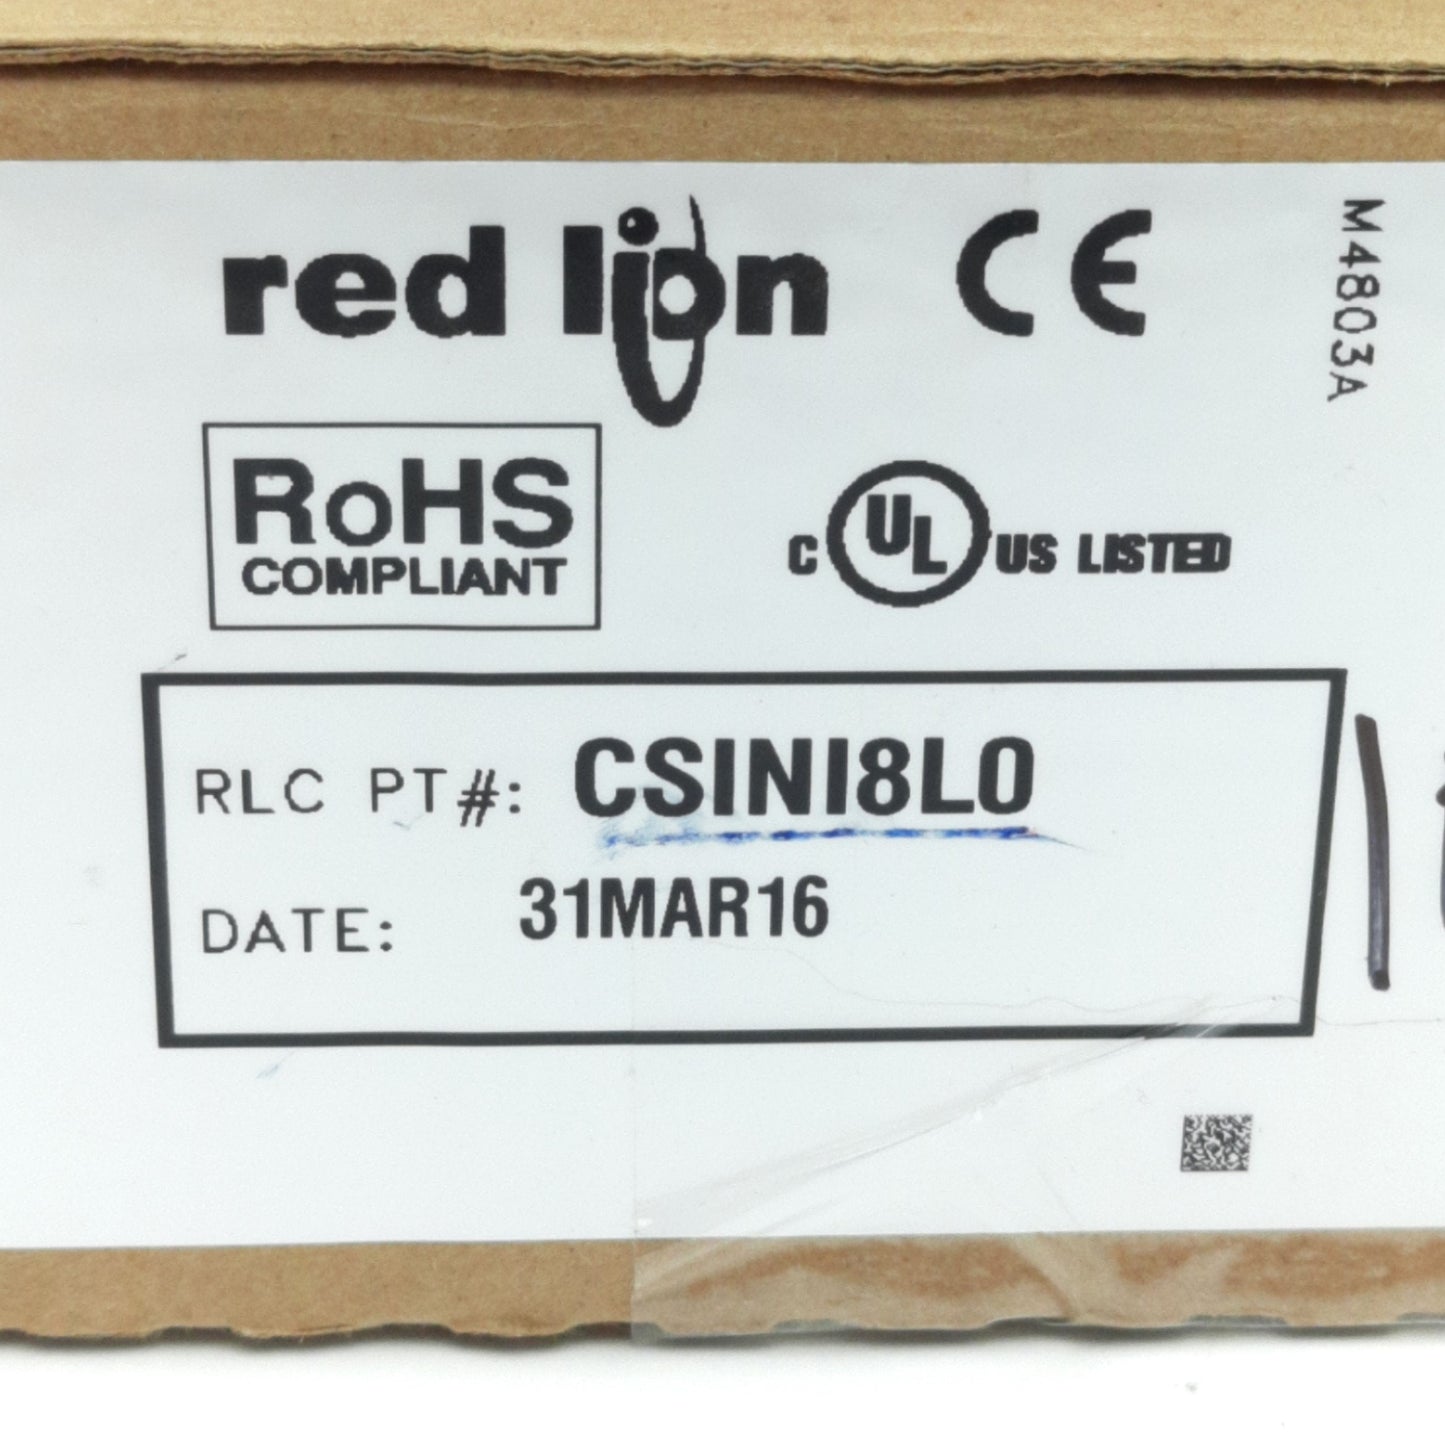 red lion CE
M4803A
RoHS
COMPLIANT
C UL US LISTED
RLC PT#: CSINI8L0
DATE: 31MAR16